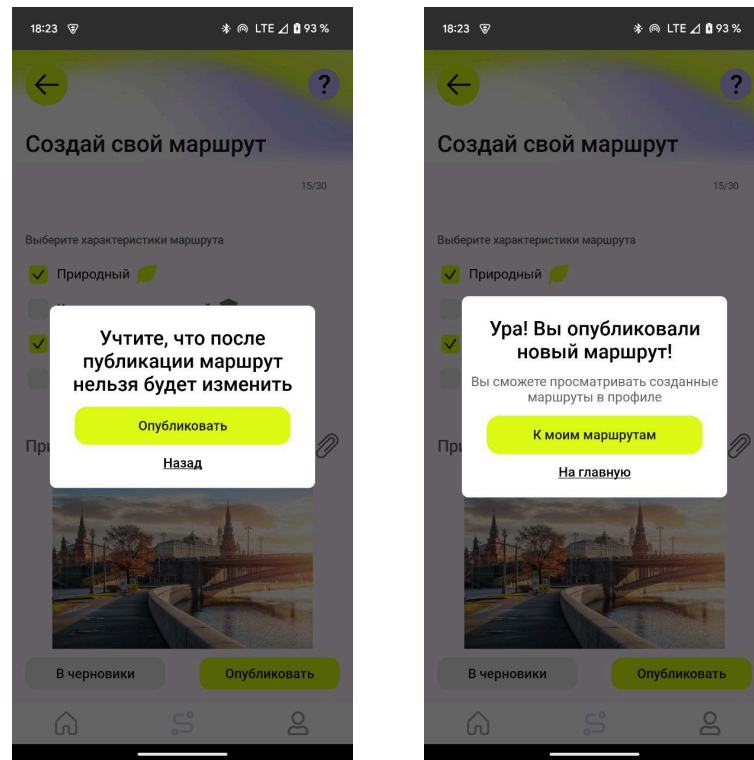 18:23
LTE 93 %
?
Создай свой маршрут
15/30
Выберите характеристики маршрута
Природный
Учтите, что после
публикации маршрут
нельзя будет изменить
Опубликовать
Назад
В черновики
Опубликовать
18:23
LTE 93 %
?
Создай свой маршрут
15/30
Выберите характеристики маршрута
Природный
Ура! Вы опубликовали
новый маршрут!
Вы сможете просматривать созданные
маршруты в профиле
К моим маршрутам
На главную
В черновики
Опубликовать